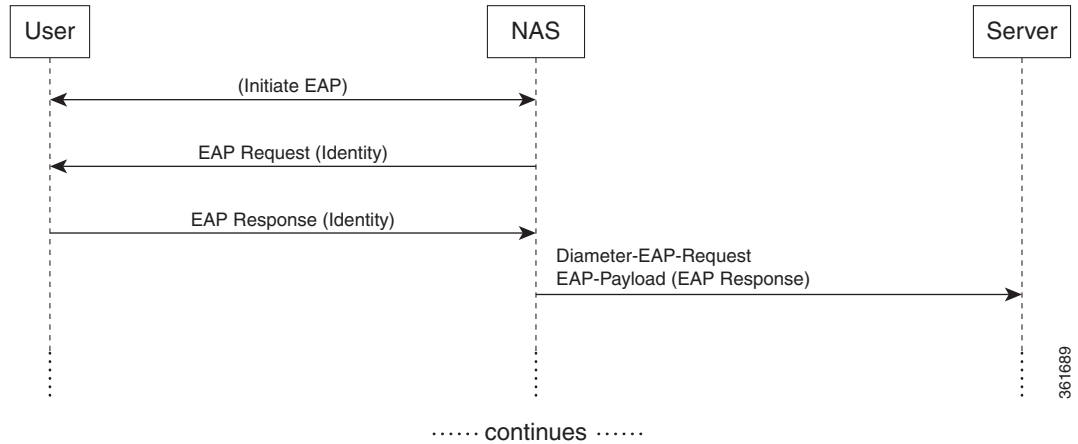 User
NAS
Server
(Initiate EAP)
EAP Request (Identity)
EAP Response (Identity)
Diameter-EAP-Request
EAP-Payload (EAP Response)
361689
...... continues ......